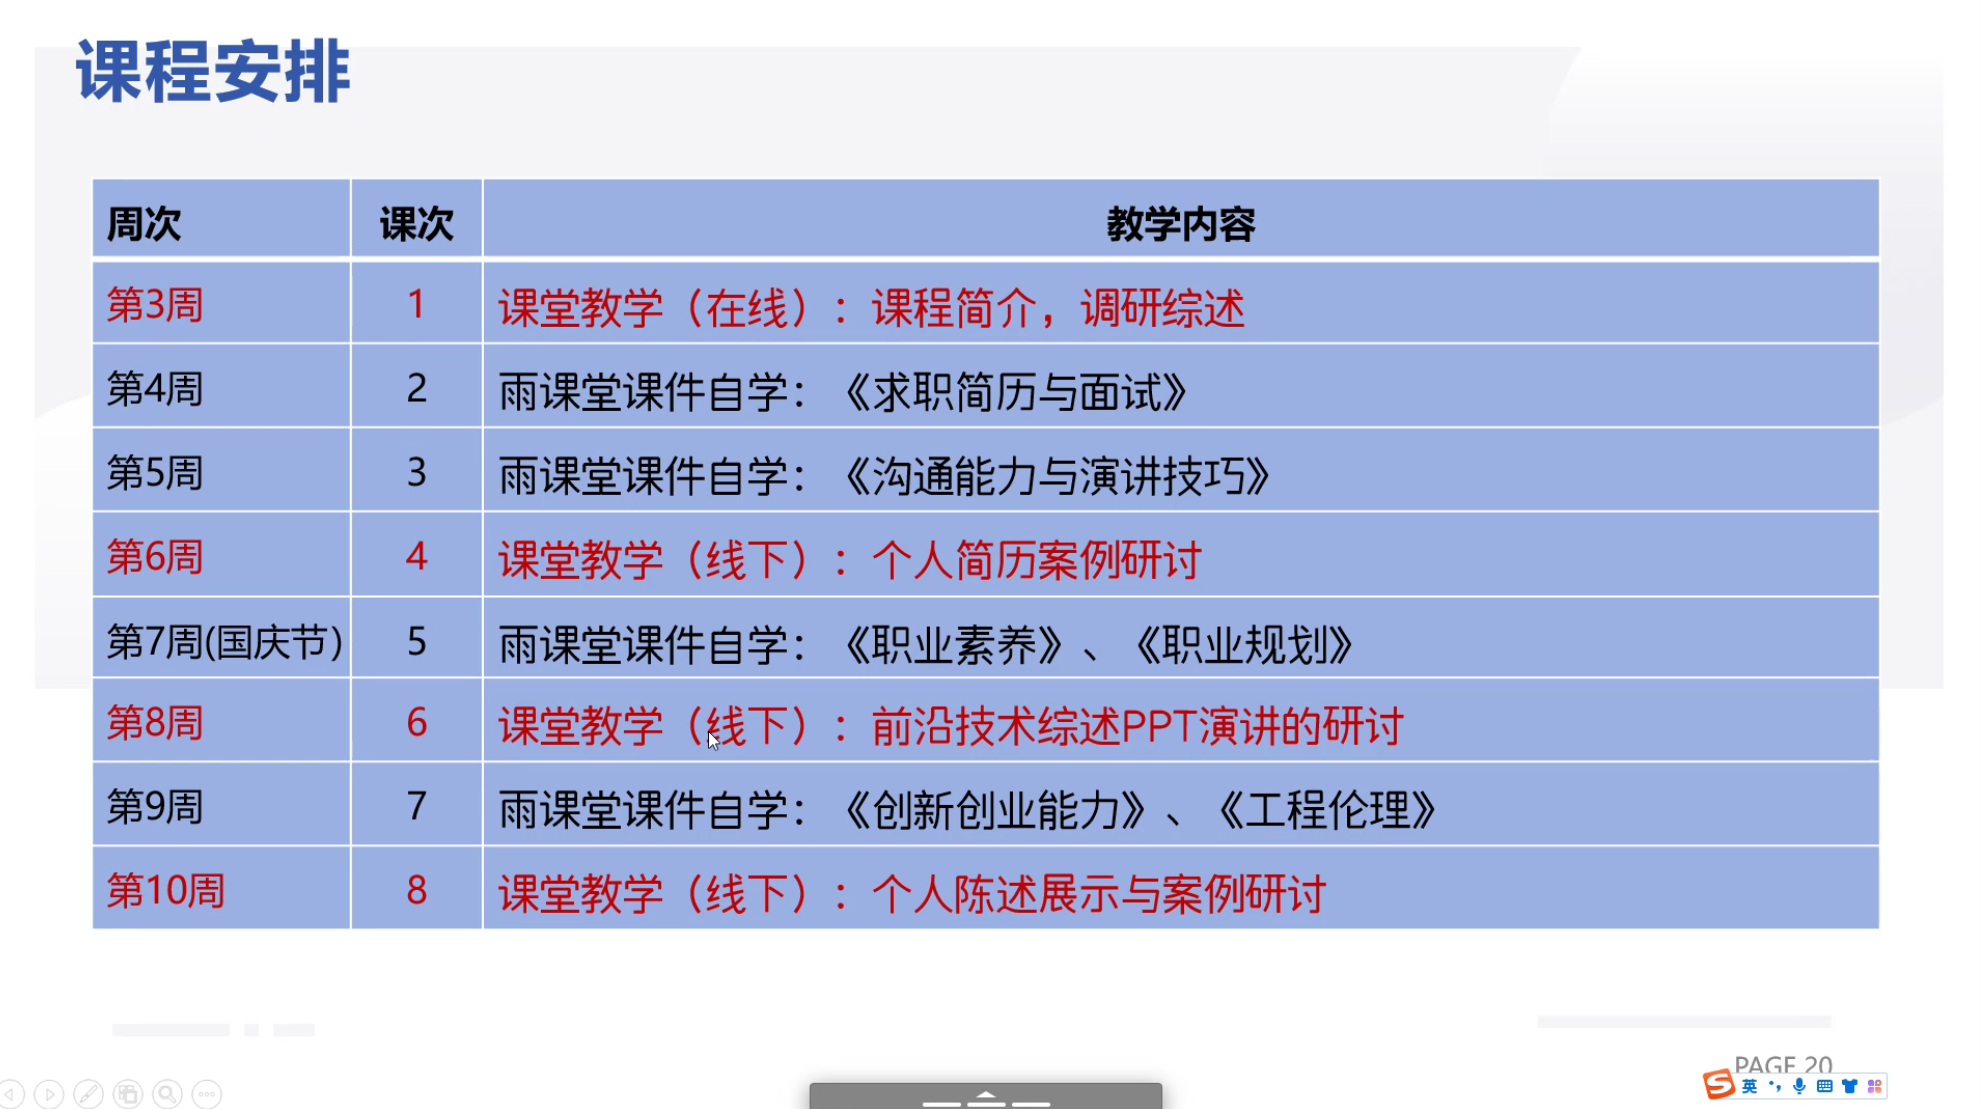 课程安排
周次 课次 教学内容
第3周 1 课堂教学（在线）：课程简介，调研综述
第4周 2 雨课堂课件自学：《求职简历与面试》
第5周 3 雨课堂课件自学：《沟通能力与演讲技巧》
第6周 4 课堂教学（线下）：个人简历案例研讨
第7周(国庆节) 5 雨课堂课件自学：《职业素养》、《职业规划》
第8周 6 课堂教学（线下）：前沿技术综述PPT演讲的研讨
第9周 7 雨课堂课件自学：《创新创业能力》、《工程伦理》
第10周 8 课堂教学（线下）：个人陈述展示与案例研讨
PAGE 20
英